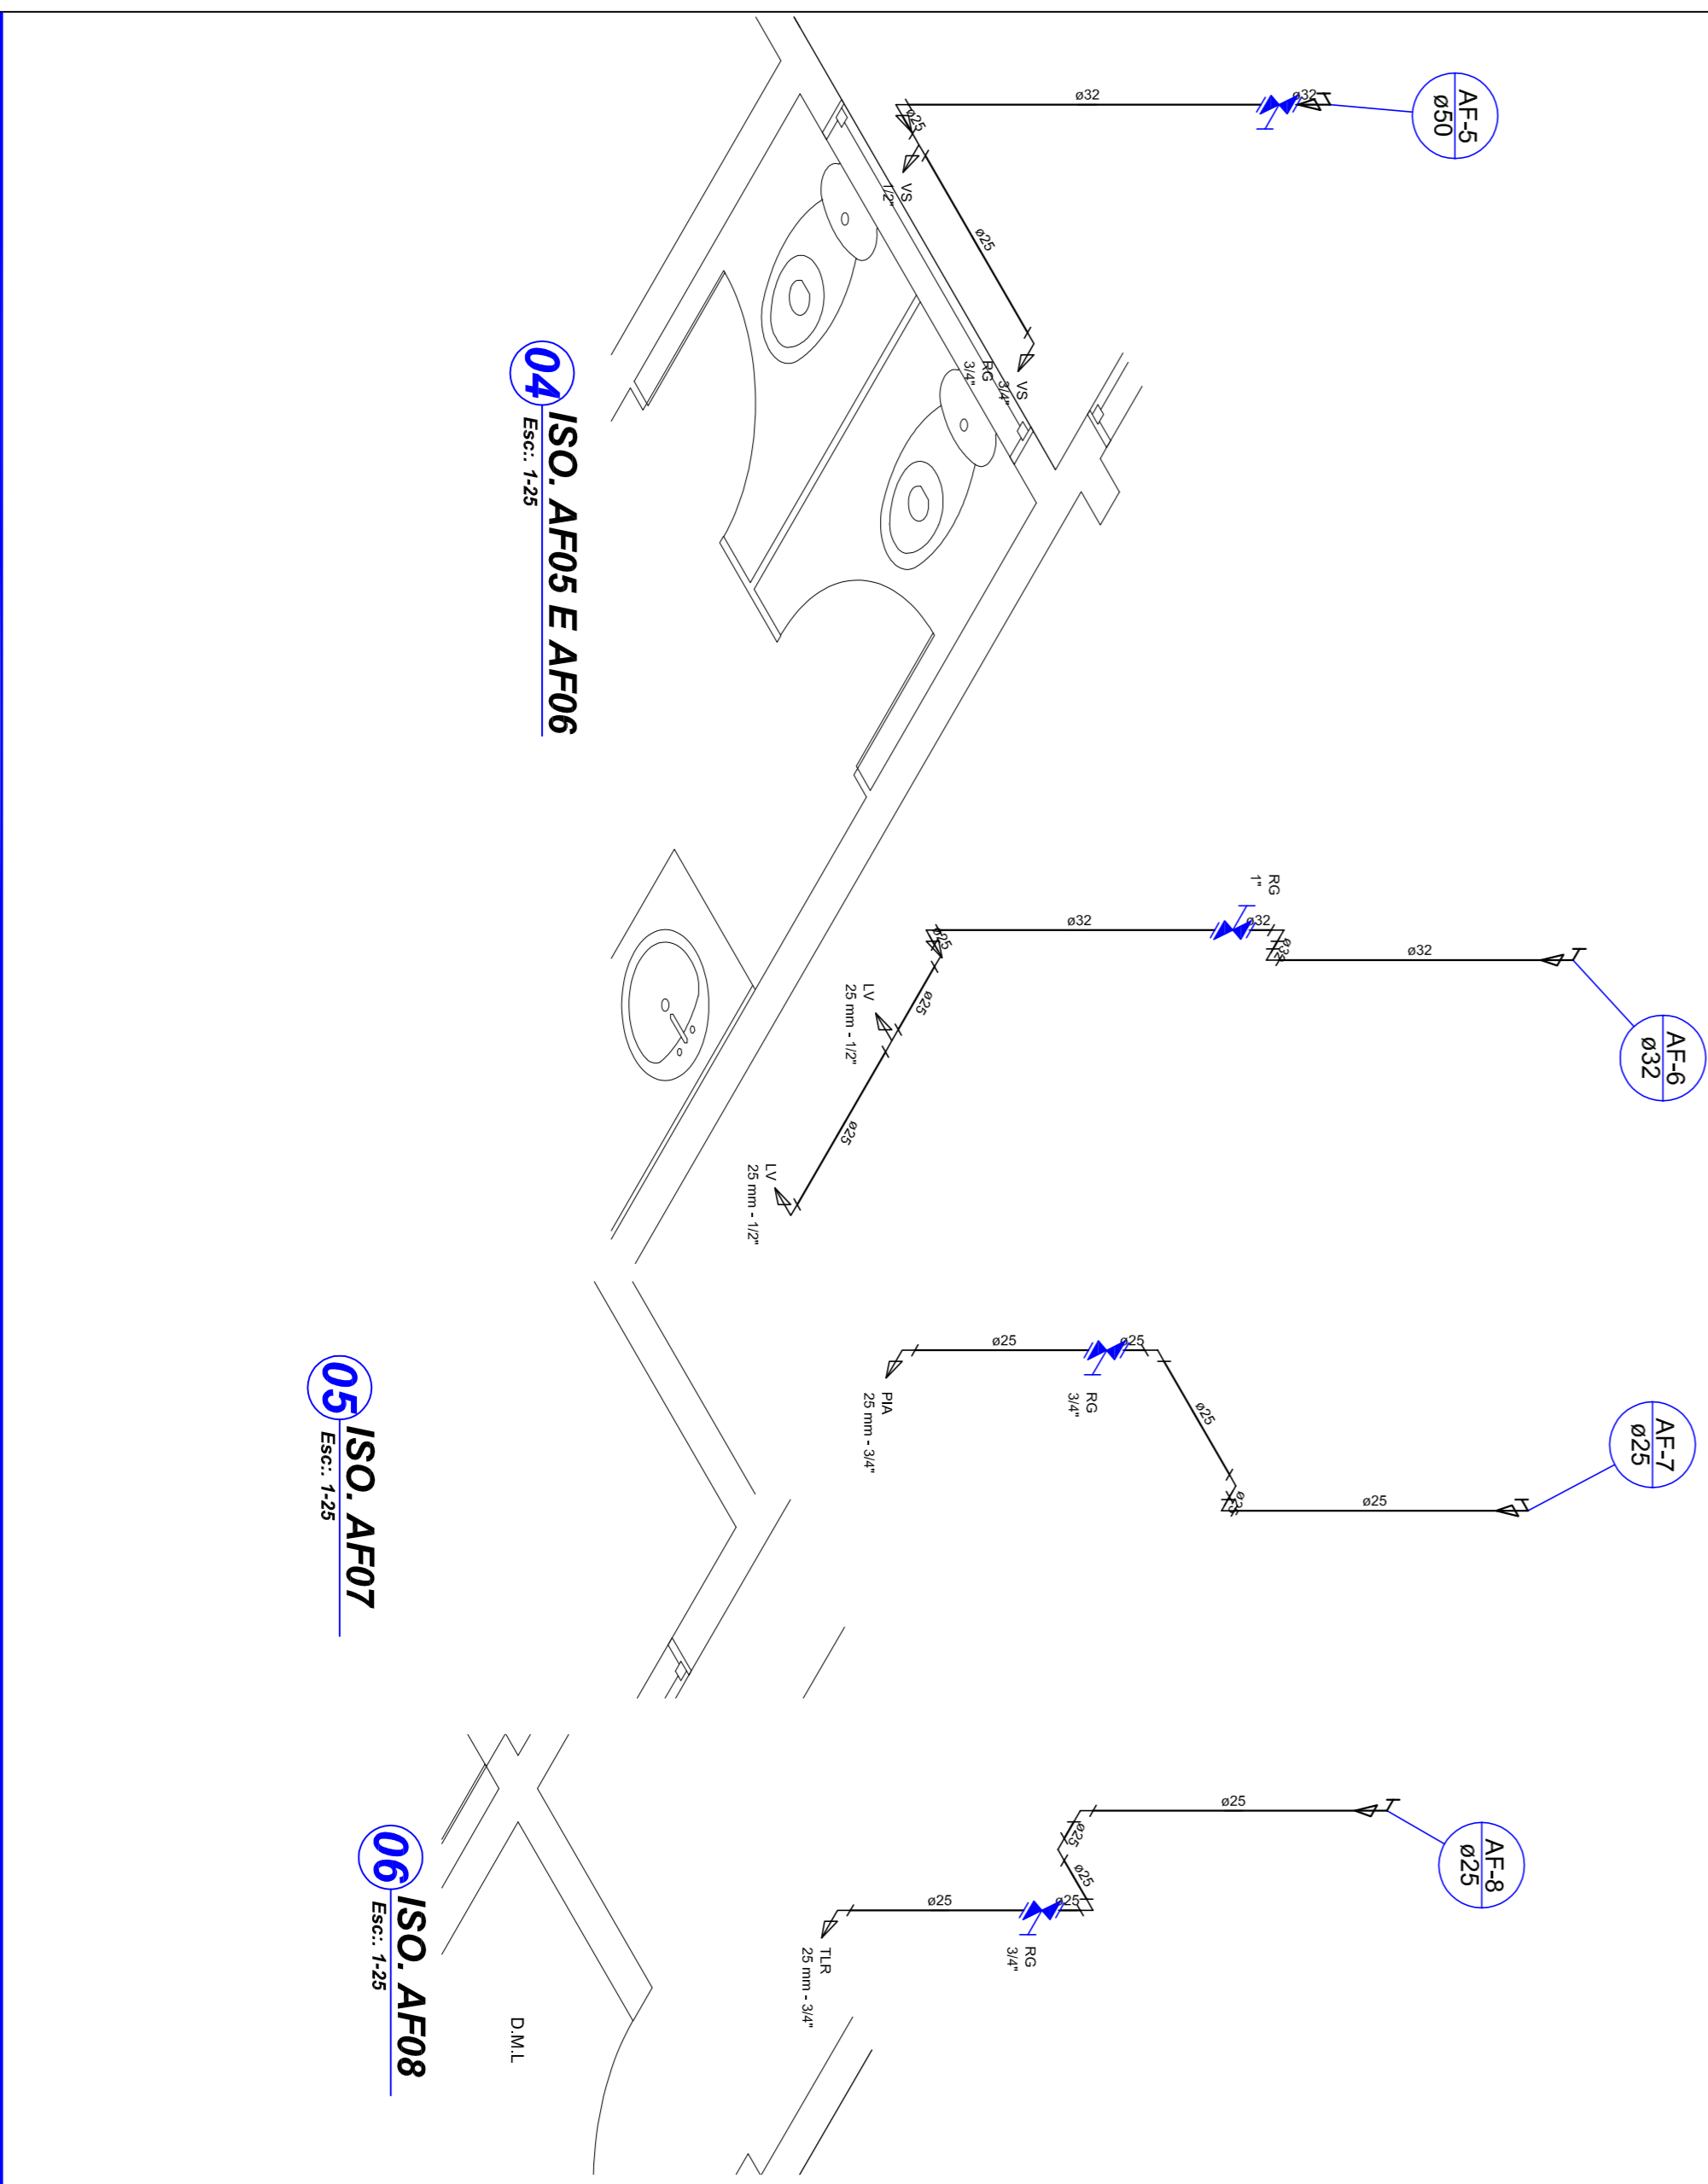 AF-5
ø50
ø32
ø32
ø25
VS
1/2"
ø25
VS
3/4"
RG
3/4"
04
ISO. AF05 E AF06
Esc:. 1-25
AF-6
ø32
ø32
RG
1"
ø32
ø32
ø25
ø25
LV
25 mm - 1/2"
ø25
LV
25 mm - 1/2"
AF-7
ø25
ø25
ø25
ø25
ø25
RG
3/4"
ø25
PIA
25 mm - 3/4"
05
ISO. AF07
Esc:. 1-25
AF-8
ø25
ø25
ø25
ø25
ø25
RG
3/4"
ø25
TLR
25 mm - 3/4"
06
ISO. AF08
Esc:. 1-25
D.M.L